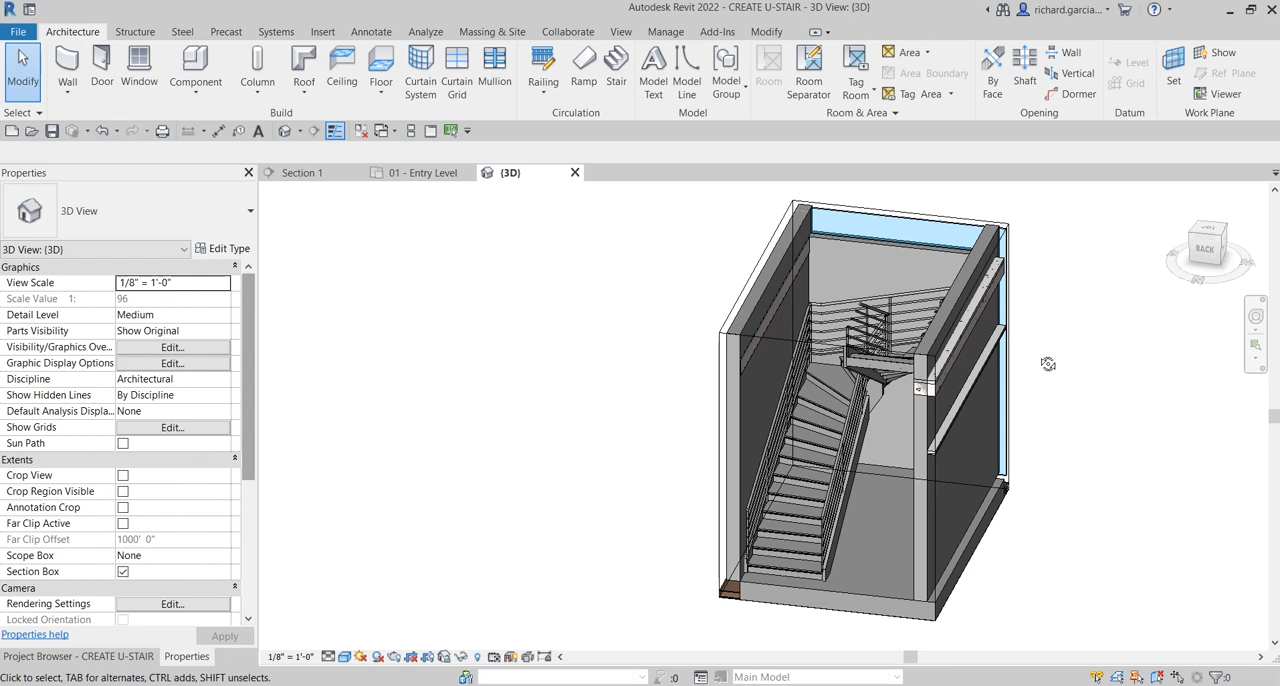 Autodesk Revit 2022 - CREATE U-STAIR - 3D View: {3D}
richard.garcia...
File Architecture Structure Steel Precast Systems Insert Annotate Analyze Massing & Site Collaborate View Manage Add-Ins Modify
Modify Wall Door Window Component Column Roof Ceiling Floor Curtain System Curtain Grid Mullion Railing Ramp Stair Model Text Model Line Model Group Room Room Separator Tag Room
Area
Area Boundary
Tag Area
By Face Shaft
Wall
Vertical
Dormer
Level
Grid
Set
Show
Ref Plane
Viewer
Select Build Circulation Model Room & Area Opening Datum Work Plane
Properties
Section 1 01 - Entry Level {3D}
3D View
3D View: {3D} Edit Type
Graphics
View Scale 1/8" = 1'-0"
Scale Value 1: 96
Detail Level Medium
Parts Visibility Show Original
Visibility/Graphics Ove... Edit...
Graphic Display Options Edit...
Discipline Architectural
Show Hidden Lines By Discipline
Default Analysis Displa... None
Show Grids Edit...
Sun Path
Extents
Crop View
Crop Region Visible
Annotation Crop
Far Clip Active
Far Clip Offset 1000' 0"
Scope Box None
Section Box
Camera
Rendering Settings Edit...
Locked Orientation
Properties help Apply
Project Browser - CREATE U-STAIR Properties
BACK
1/8" = 1'-0"
Click to select, TAB for alternates, CTRL adds, SHIFT unselects.
:0
Main Model
:0